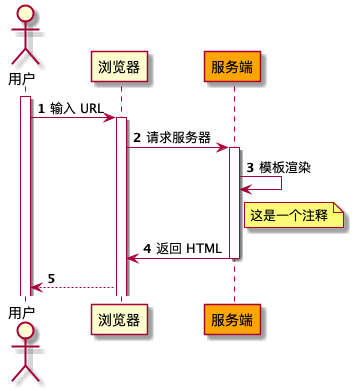 用户
浏览器
服务端
1 输入 URL
2 请求服务器
3 模板渲染
这是一个注释
4 返回 HTML
5
用户
浏览器
服务端